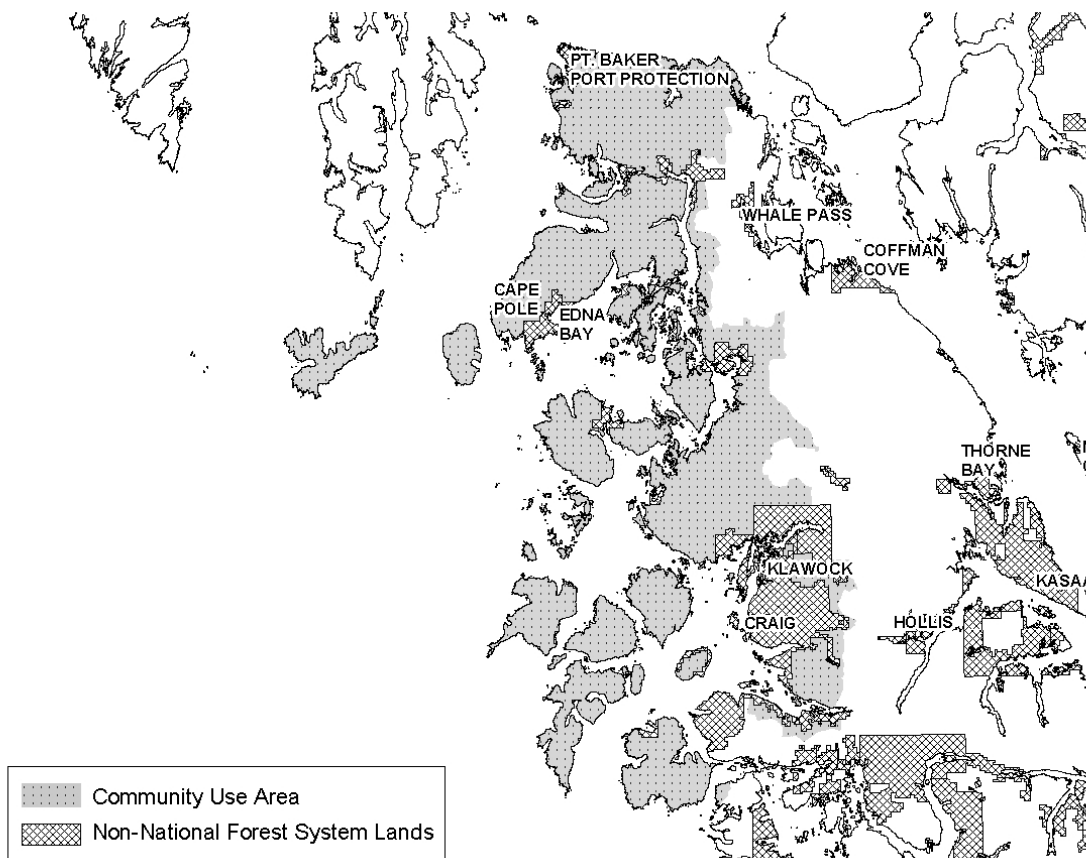 PT. BAKER
PORT PROTECTION
WHALE PASS
COFFMAN
COVE
CAPE
POLE
EDNA
BAY
THORNE
BAY
KLAWOCK
KASAA
CRAIG
HOLLIS
Community Use Area
Non-National Forest System Lands